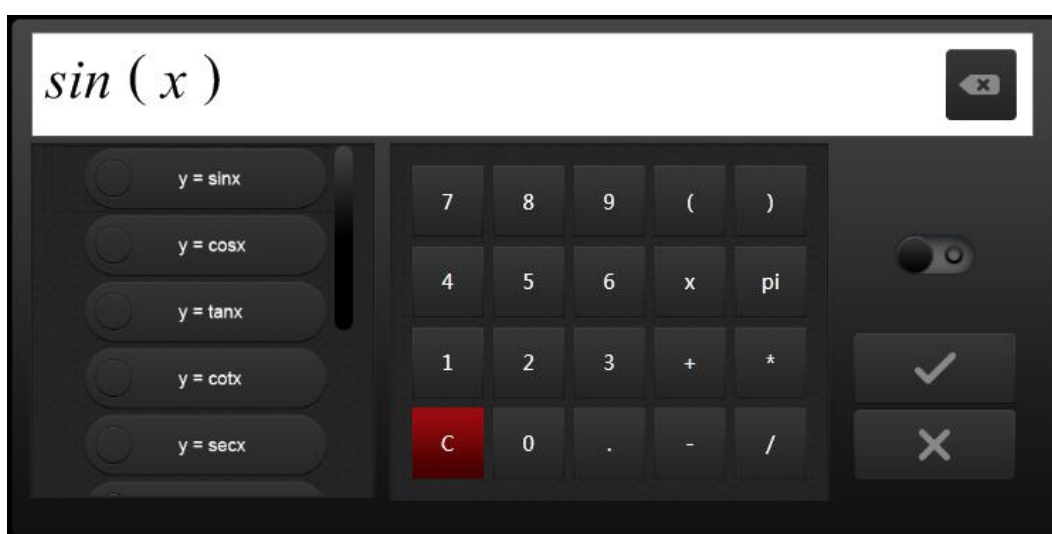 sin ( x )
y = sinx
y = cosx
y = tanx
y = cotx
y = secx
7 8 9 ( )
4 5 6 x pi
1 2 3 + *
C 0 . - /